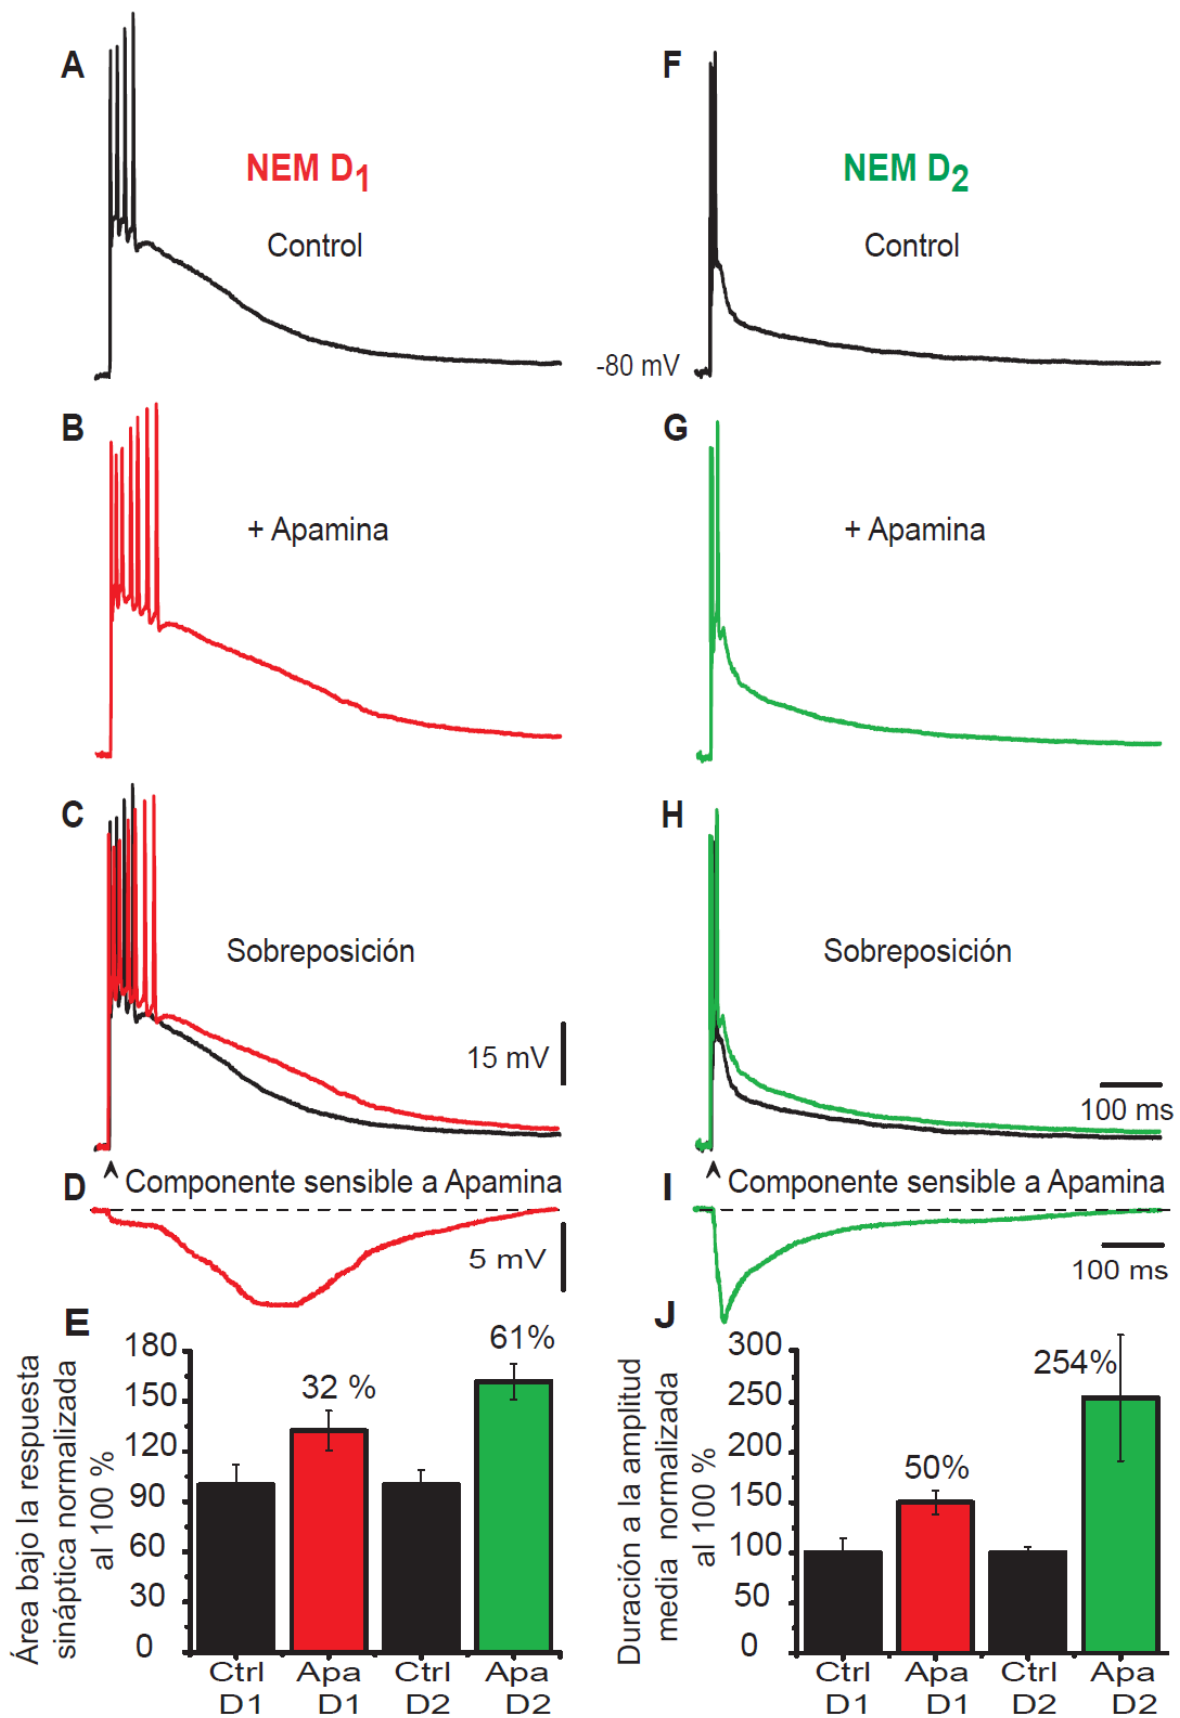 A
NEM D1
Control
F
NEM D2
Control
-80 mV
B
+ Apamina
G
+ Apamina
C
Sobreposición
15 mV
H
Sobreposición
100 ms
D
Componente sensible a Apamina
5 mV
I
Componente sensible a Apamina
100 ms
E
Área bajo la respuesta
sináptica normalizada
al 100 %
180
150
120
90
60
30
0
32 %
61%
Ctrl
D1
Apa
D1
Ctrl
D2
Apa
D2
J
Duración a la amplitud
media normalizada
al 100 %
300
250
200
150
100
50
0
50%
254%
Ctrl
D1
Apa
D1
Ctrl
D2
Apa
D2